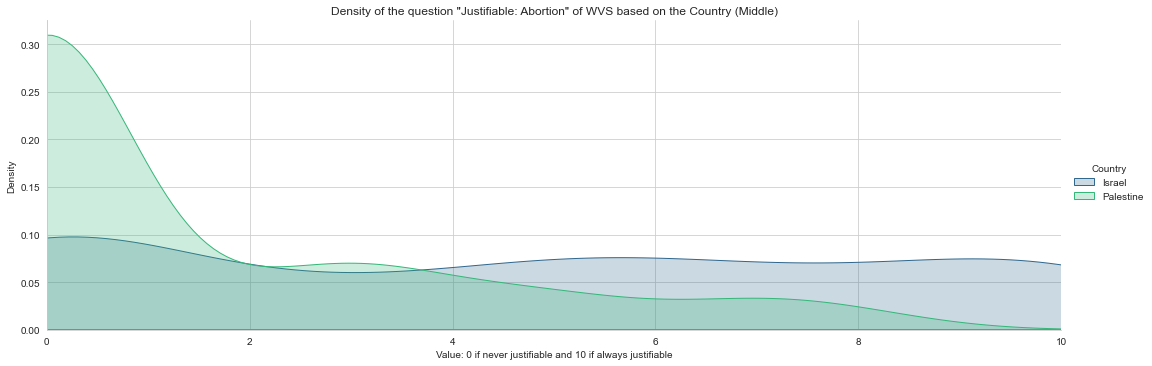 Density of the question "Justifiable: Abortion" of WVS based on the Country (Middle)
0.30
0.25
0.20
0.15
0.10
0.05
0.00
Density
0 2 4 6 8 10
Value: 0 if never justifiable and 10 if always justifiable
Country
Israel
Palestine